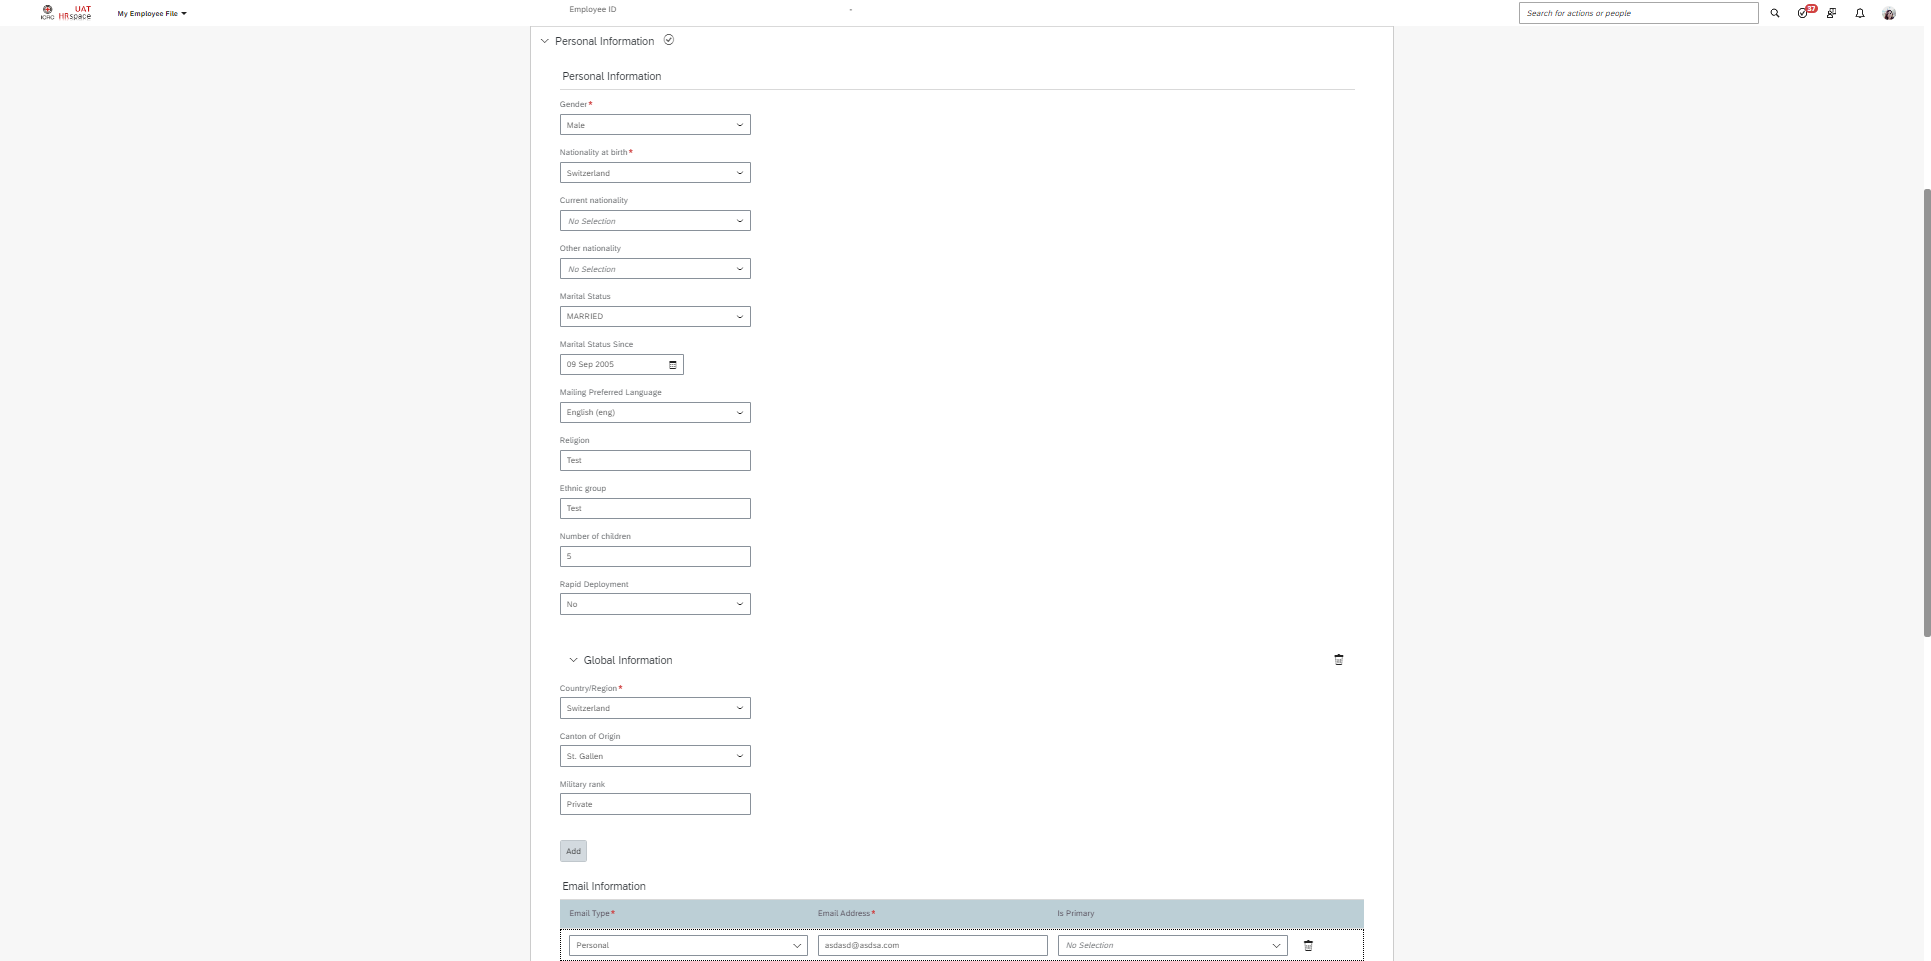 UAT
ICRC HRspace
My Employee File
Employee ID
-
Search for actions or people
37
Personal Information
Personal Information
Gender*
Male
Nationality at birth*
Switzerland
Current nationality
No Selection
Other nationality
No Selection
Marital Status
MARRIED
Marital Status Since
09 Sep 2005
Mailing Preferred Language
English (eng)
Religion
Test
Ethnic group
Test
Number of children
5
Rapid Deployment
No
Global Information
Country/Region*
Switzerland
Canton of Origin
St. Gallen
Military rank
Private
Add
Email Information
Email Type* Email Address* Is Primary
Personal asdasd@asdsa.com No Selection